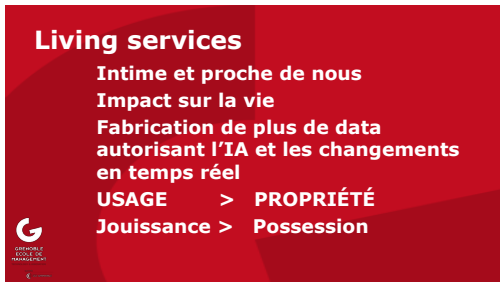 Living services
Intime et proche de nous
Impact sur la vie
Fabrication de plus de data
autorisant l'IA et les changements
en temps réel
USAGE > PROPRIÉTÉ
Jouissance > Possession
GRENOBLE
ECOLE DE
MANAGEMENT